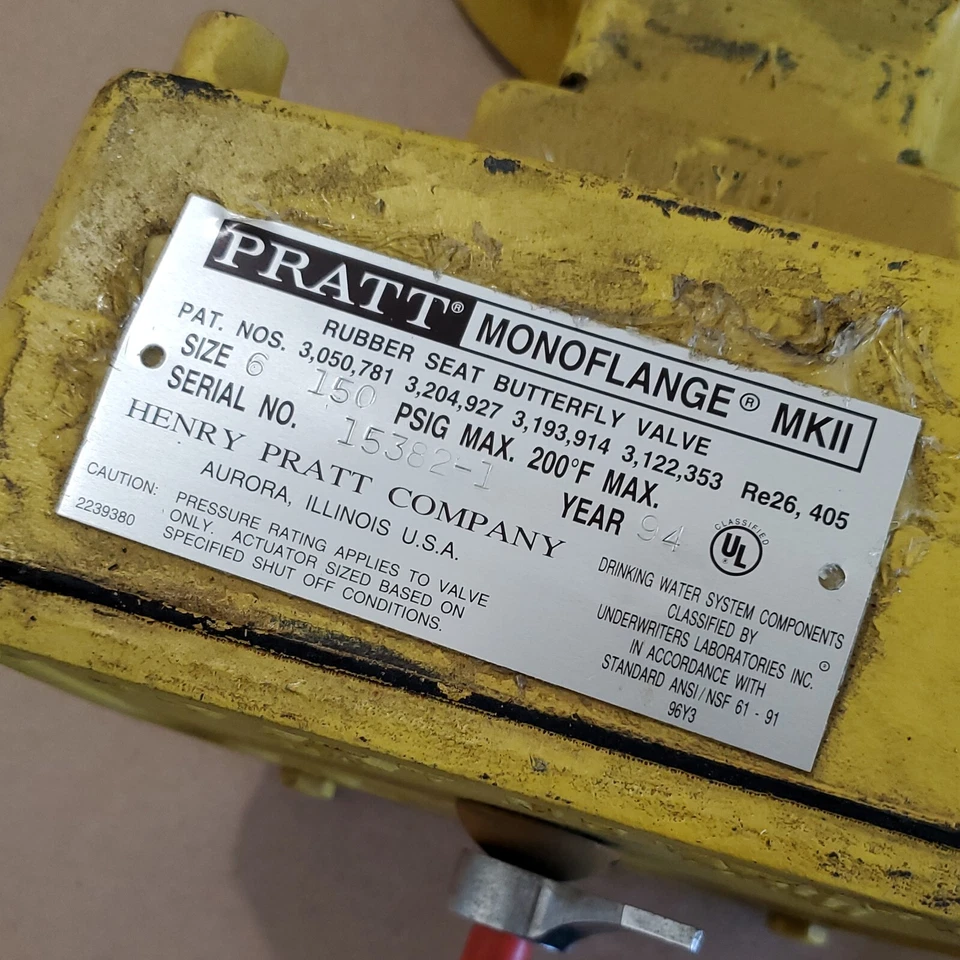 PRATT® MONOFLANGE® MKII
RUBBER SEAT BUTTERFLY VALVE
PAT. NOS. 3,050,781 3,204,927 3,193,914 3,122,353 Re26, 405
SIZE 6 150 PSIG MAX. 200°F MAX.
SERIAL NO. 15382-1 YEAR 94
HENRY PRATT COMPANY
AURORA, ILLINOIS U.S.A.
CAUTION: PRESSURE RATING APPLIES TO VALVE
ONLY. ACTUATOR SIZED BASED ON
SPECIFIED SHUT OFF CONDITIONS.
2239380
CLASSIFIED
UL
DRINKING WATER SYSTEM COMPONENTS
CLASSIFIED BY
UNDERWRITERS LABORATORIES INC.®
IN ACCORDANCE WITH
STANDARD ANSI/NSF 61 - 91
96Y3